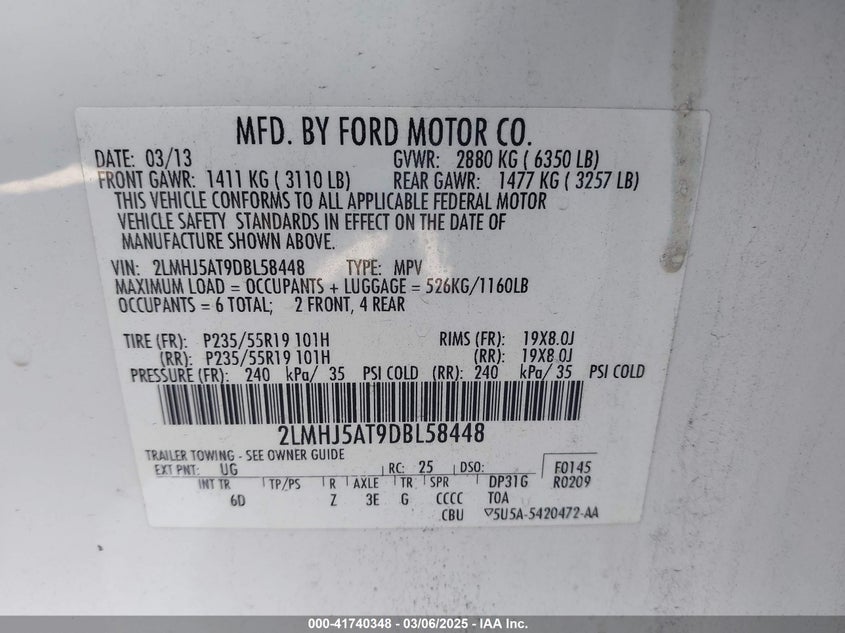 MFD. BY FORD MOTOR CO.
DATE: 03/13 GVWR: 2880 KG ( 6350 LB)
FRONT GAWR: 1411 KG ( 3110 LB) REAR GAWR: 1477 KG ( 3257 LB)
THIS VEHICLE CONFORMS TO ALL APPLICABLE FEDERAL MOTOR
VEHICLE SAFETY STANDARDS IN EFFECT ON THE DATE OF
MANUFACTURE SHOWN ABOVE.
VIN: 2LMHJ5AT9DBL58448 TYPE: MPV
MAXIMUM LOAD = OCCUPANTS + LUGGAGE = 526KG/1160LB
OCCUPANTS = 6 TOTAL; 2 FRONT, 4 REAR
TIRE (FR): P235/55R19 101H RIMS (FR): 19X8.0J
(RR): P235/55R19 101H (RR): 19X8.0J
PRESSURE (FR): 240 kPa/ 35 PSI COLD (RR): 240 kPa/ 35 PSI COLD
2LMHJ5AT9DBL58448
TRAILER TOWING - SEE OWNER GUIDE
EXT PNT: UG RC: 25 DSO: F0145
INT TR TP/PS R AXLE TR SPR DP31G R0209
6D Z 3E G CCCC TOA
CBU ▽5U5A-5420472-AA
000-41740348 - 03/06/2025 - IAA Inc.